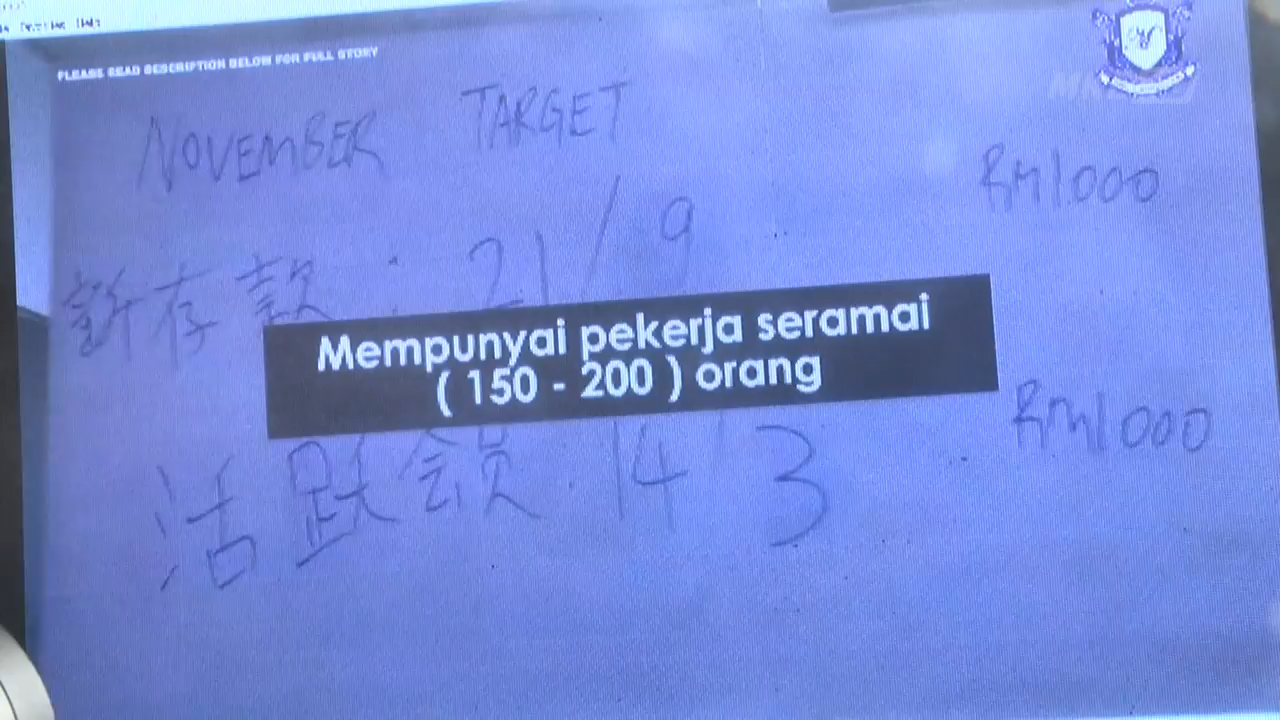 PLEASE READ DESCRIPTION BELOW FOR FULL STORY
NOVEMBER TARGET
RM1000
新存款 : 21/9
Mempunyai pekerja seramai
( 150 - 200 ) orang
RM1000
活跃会员 : 14 3